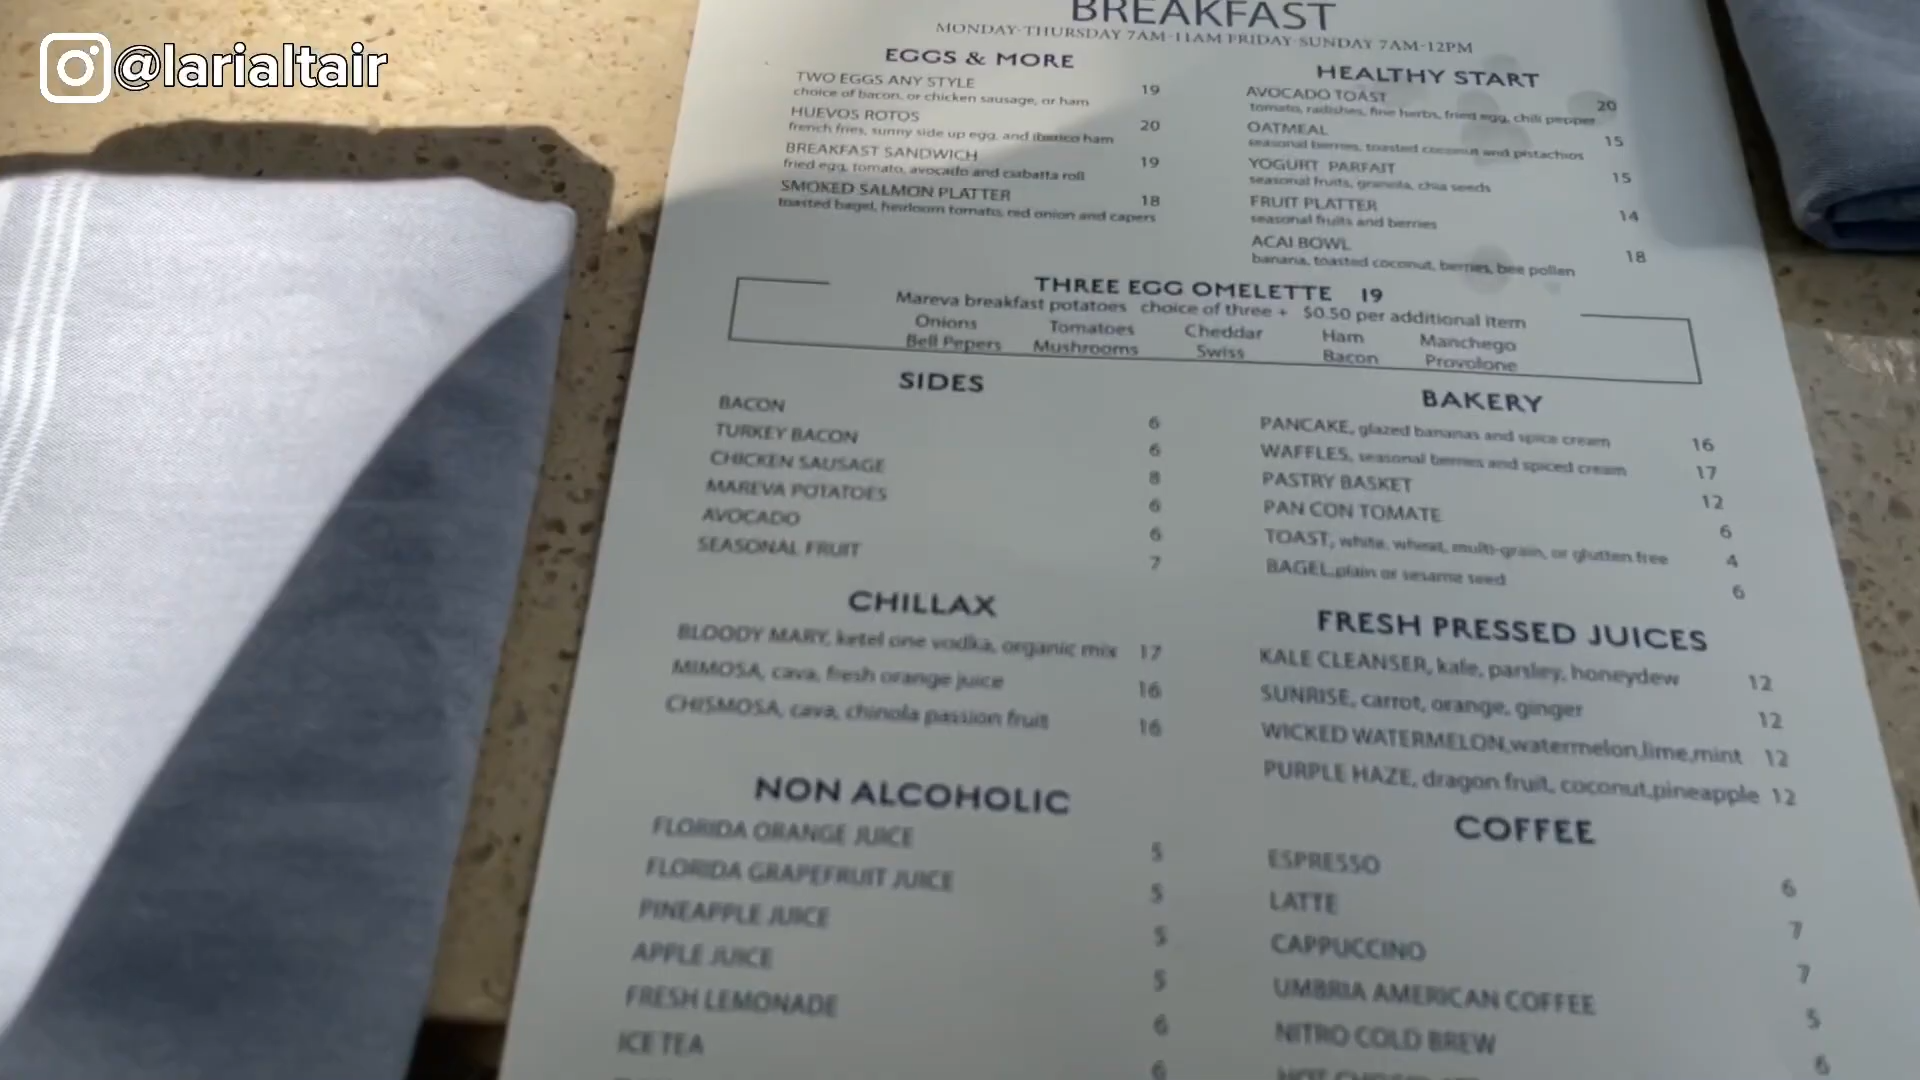 @larialtair
BREAKFAST
MONDAY-THURSDAY 7AM-11AM FRIDAY-SUNDAY 7AM-12PM
EGGS & MORE
TWO EGGS ANY STYLE 19
choice of bacon, or chicken sausage, or ham
HUEVOS ROTOS 20
french fries, sunny side up egg, and iberico ham
BREAKFAST SANDWICH 19
fried egg, tomato, avocado and ciabatta roll
SMOKED SALMON PLATTER 18
toasted bagel, heirloom tomato, red onion and capers
HEALTHY START
AVOCADO TOAST 20
tomato, radishes, fine herbs, fried egg, chili pepper
OATMEAL 15
seasonal berries, toasted coconut and pistachios
YOGURT PARFAIT 15
seasonal fruits, granola, chia seeds
FRUIT PLATTER 14
seasonal fruits and berries
ACAI BOWL 18
banana, toasted coconut, berries, bee pollen
THREE EGG OMELETTE 19
Mareva breakfast potatoes choice of three + $0.50 per additional item
Onions Tomatoes Cheddar Ham Manchego
Bell Pepers Mushrooms Swiss Bacon Provolone
SIDES
BACON 6
TURKEY BACON 6
CHICKEN SAUSAGE 8
MAREVA POTATOES 6
AVOCADO 6
SEASONAL FRUIT 7
BAKERY
PANCAKE, glazed bananas and spice cream 16
WAFFLES, seasonal berries and spiced cream 17
PASTRY BASKET 12
PAN CON TOMATE 6
TOAST, white, wheat, multi-grain, or glutten free 4
BAGEL,plain or sesame seed 6
CHILLAX
BLOODY MARY, ketel one vodka, organic mix 17
MIMOSA, cava, fresh orange juice 16
CHISMOSA, cava, chinola passion fruit 16
FRESH PRESSED JUICES
KALE CLEANSER, kale, parsley, honeydew 12
SUNRISE, carrot, orange, ginger 12
WICKED WATERMELON,watermelon,lime,mint 12
PURPLE HAZE, dragon fruit, coconut,pineapple 12
NON ALCOHOLIC
FLORIDA ORANGE JUICE 5
FLORIDA GRAPEFRUIT JUICE 5
PINEAPPLE JUICE 5
APPLE JUICE 5
FRESH LEMONADE 6
ICE TEA 6
COFFEE
ESPRESSO 6
LATTE 7
CAPPUCCINO 7
UMBRIA AMERICAN COFFEE 5
NITRO COLD BREW 6